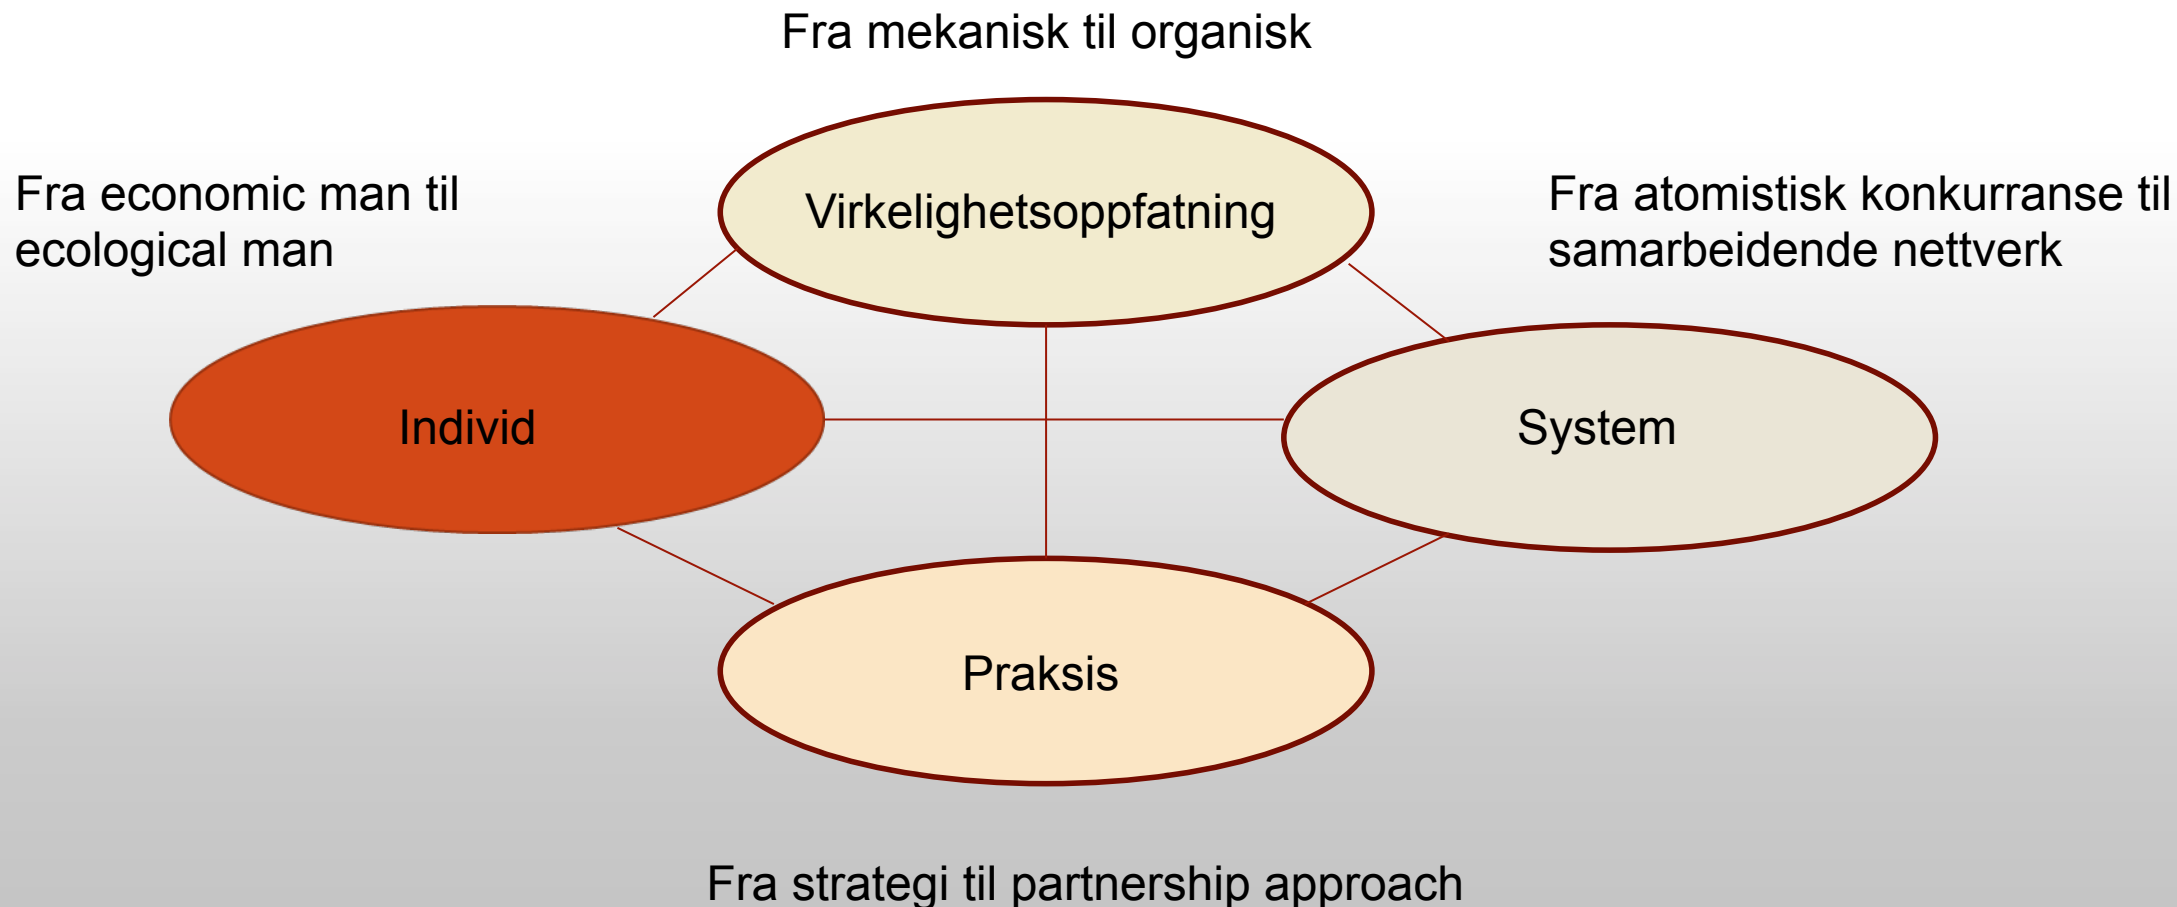 Fra mekanisk til organisk
Fra economic man til
ecological man
Virkelighetsoppfatning
Fra atomistisk konkurranse til
samarbeidende nettverk
Individ
System
Praksis
Fra strategi til partnership approach